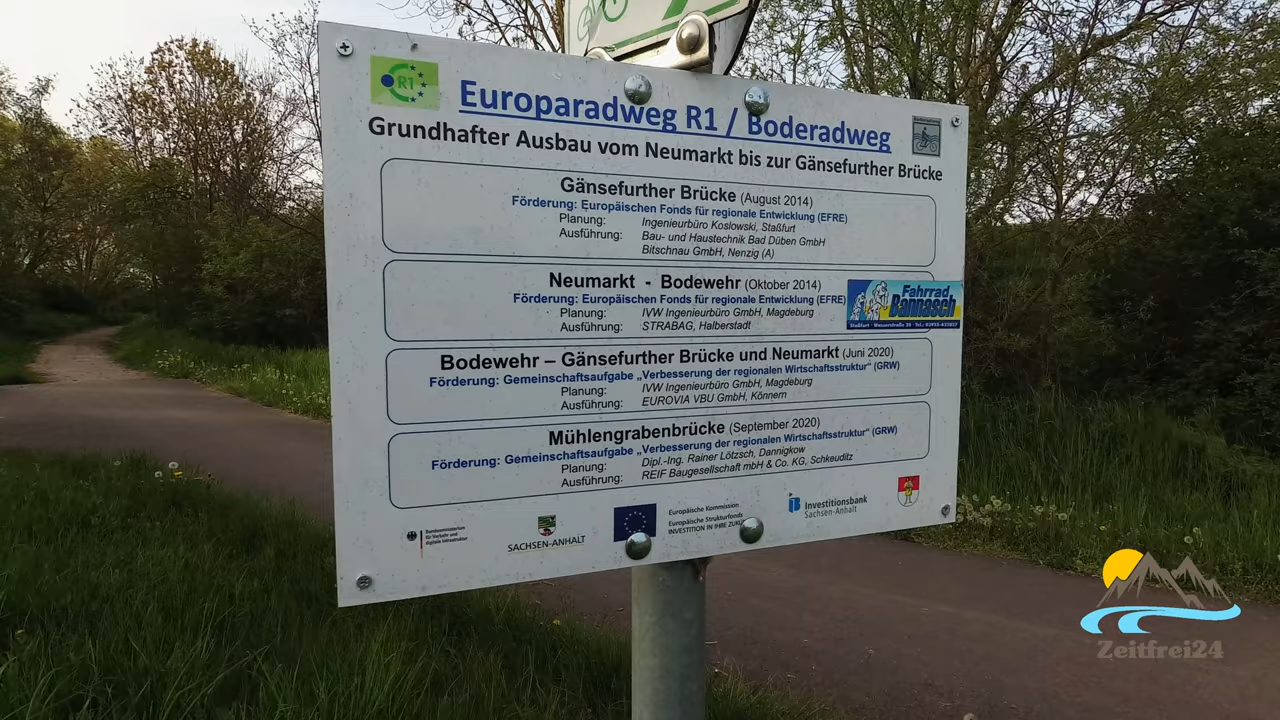 R1
Europaradweg R1 / Boderadweg
Grundhafter Ausbau vom Neumarkt bis zur Gänsefurther Brücke
Gänsefurther Brücke (August 2014)
Förderung: Europäischen Fonds für regionale Entwicklung (EFRE)
Planung: Ingenieurbüro Koslowski, Staßfurt
Ausführung: Bau- und Haustechnik Bad Düben GmbH
Bitschnau GmbH, Nenzig (A)
Neumarkt - Bodewehr (Oktober 2014)
Förderung: Europäischen Fonds für regionale Entwicklung (EFRE)
Planung: IVW Ingenieurbüro GmbH, Magdeburg
Ausführung: STRABAG, Halberstadt
Fahrrad
Bannasch
Staßfurt · Wasserstraße 20 · Tel.:
Bodewehr – Gänsefurther Brücke und Neumarkt (Juni 2020)
Förderung: Gemeinschaftsaufgabe „Verbesserung der regionalen Wirtschaftsstruktur“ (GRW)
Planung: IVW Ingenieurbüro GmbH, Magdeburg
Ausführung: EUROVIA VBU GmbH, Könnern
Mühlengrabenbrücke (September 2020)
Förderung: Gemeinschaftsaufgabe „Verbesserung der regionalen Wirtschaftsstruktur“ (GRW)
Planung: Dipl.-Ing. Rainer Lötzsch, Dannigkow
Ausführung: REIF Baugesellschaft mbH & Co. KG, Schkeuditz
Bundesministerium
für Verkehr und
digitale Infrastruktur
SACHSEN-ANHALT
Europäische Kommission
Europäische Strukturfonds
INVESTITION IN IHRE
Investitionsbank
Sachsen-Anhalt
Zeitfrei24